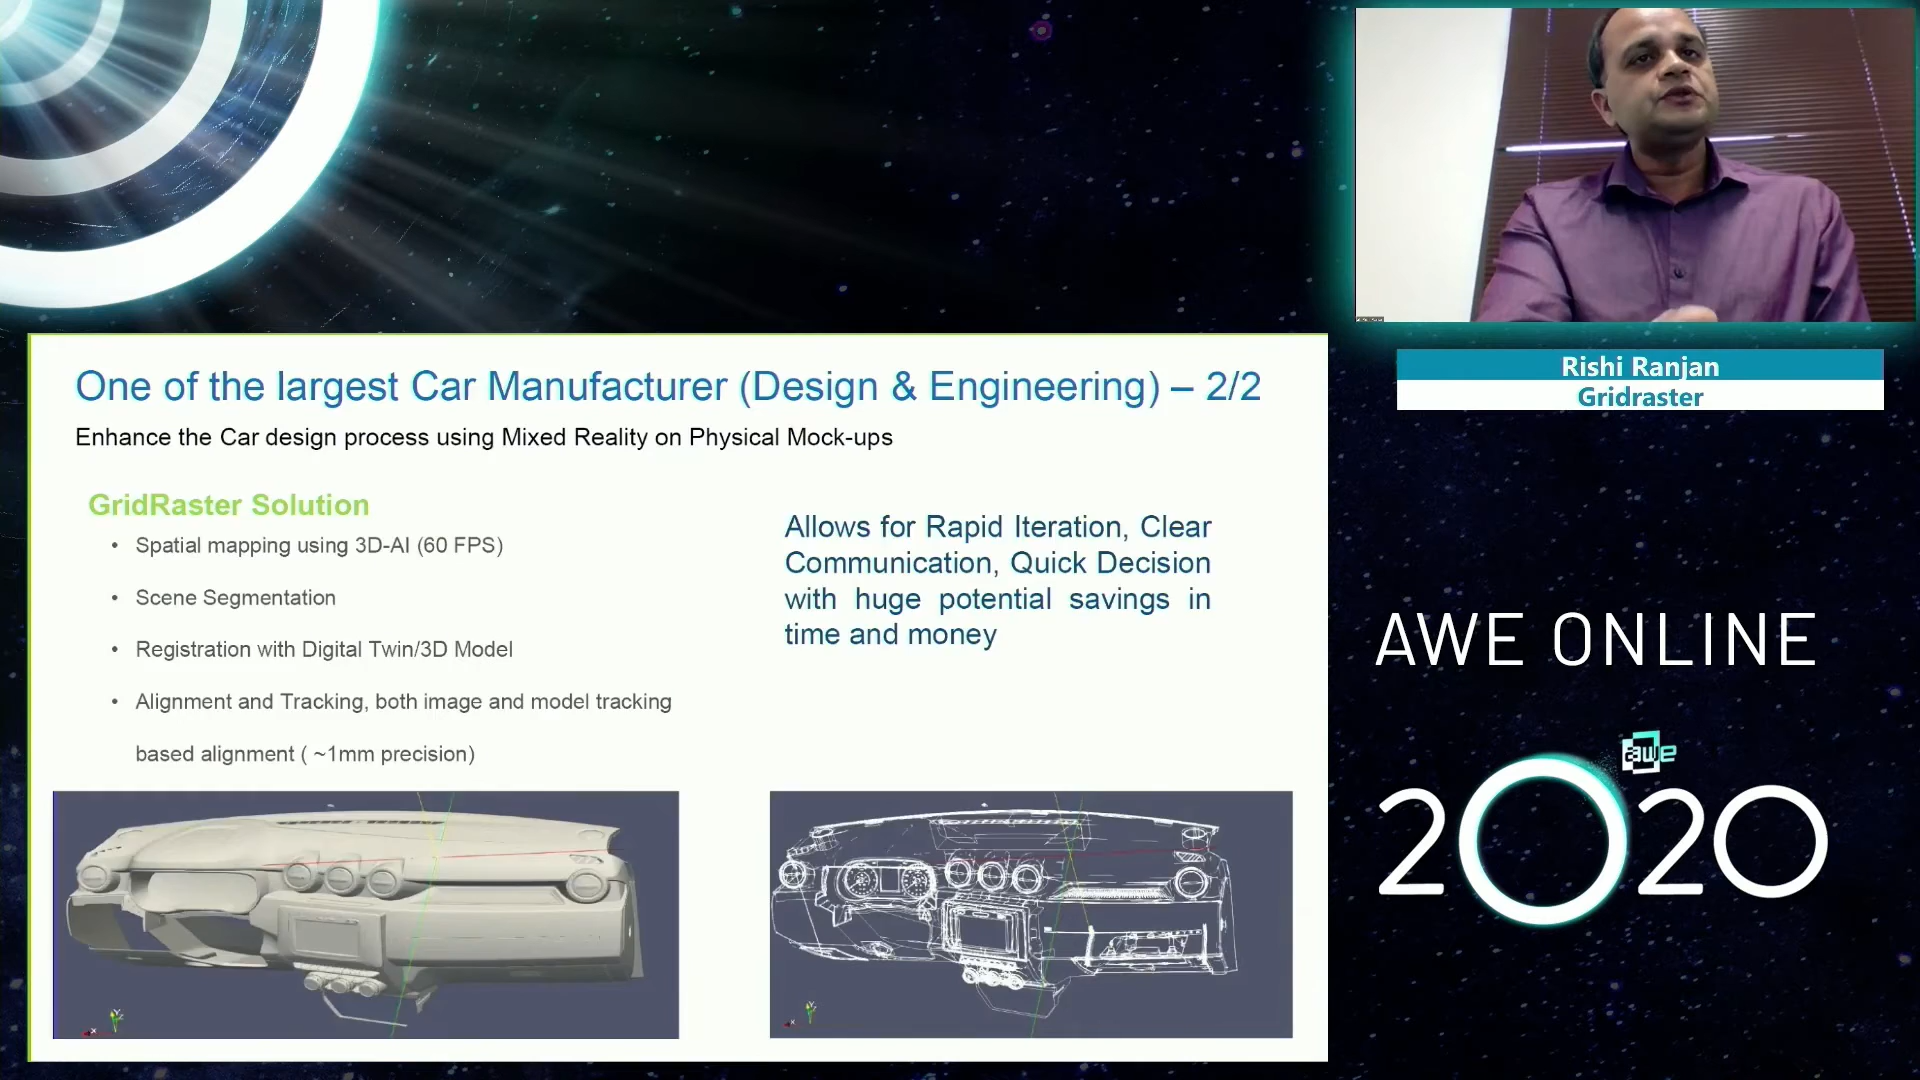 Rishi Ranjan
Gridraster
One of the largest Car Manufacturer (Design & Engineering) – 2/2
Enhance the Car design process using Mixed Reality on Physical Mock-ups
GridRaster Solution
• Spatial mapping using 3D-AI (60 FPS)
• Scene Segmentation
• Registration with Digital Twin/3D Model
• Alignment and Tracking, both image and model tracking
based alignment ( ~1mm precision)
Allows for Rapid Iteration, Clear
Communication, Quick Decision
with huge potential savings in
time and money
AWE ONLINE
awe
2020